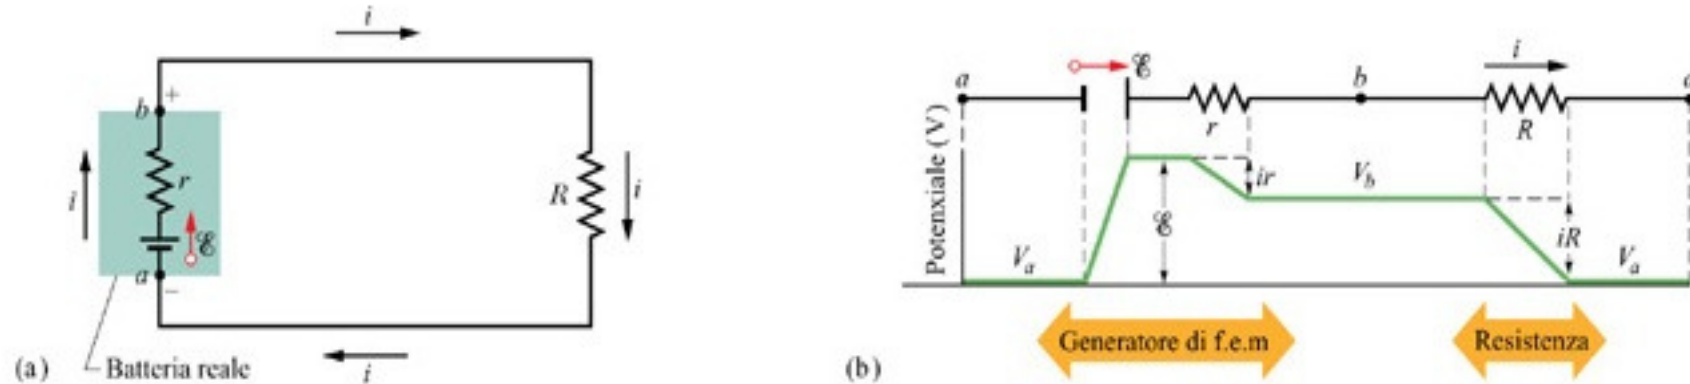 i
b
+
r
i
ℰ
R
i
a
–
(a)
Batteria reale
i
i
a
ℰ
b
r
R
a
Potenxiale (V)
ir
V_b
ℰ
iR
V_a
V_a
Generatore di f.e.m
Resistenza
(b)